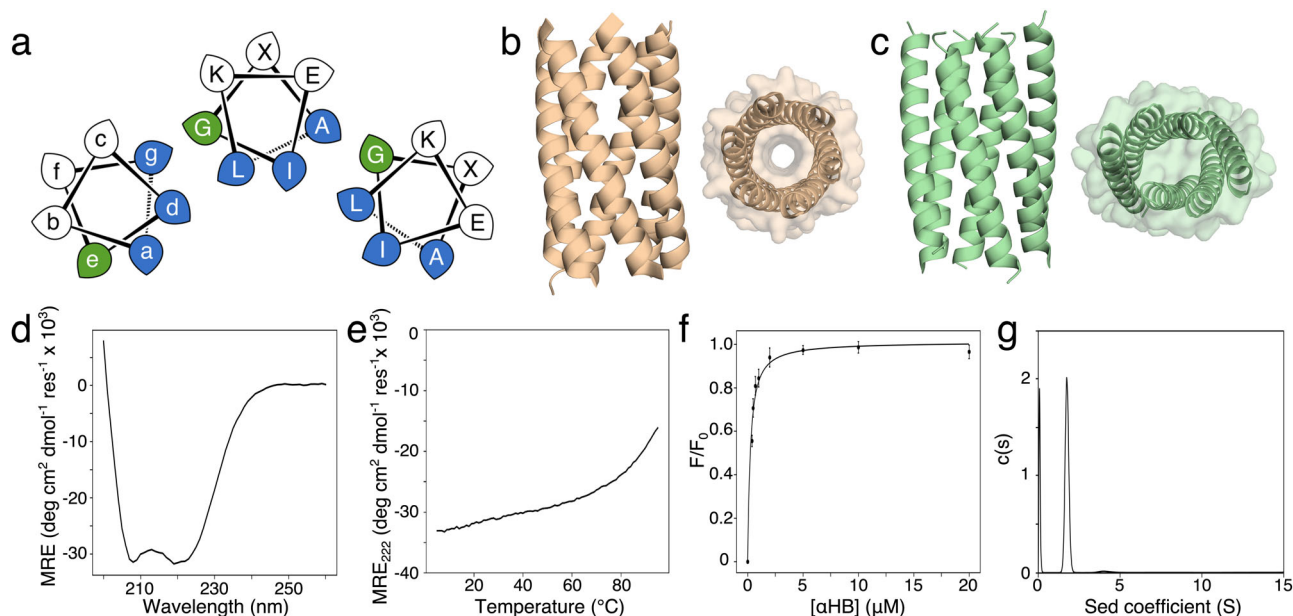 a
X
K
E
G
A
L
I
c
g
f
d
b
e
a
G
K
L
X
E
I
A
b
c
d
MRE (deg cm² dmol⁻¹ res⁻¹ x 10³)
0
-10
-20
-30
210
230
250
Wavelength (nm)
e
MRE₂₂₂ (deg cm² dmol⁻¹ res⁻¹ x 10³)
0
-10
-20
-30
-40
20
40
60
80
Temperature (°C)
f
F/F₀
1.0
0.8
0.6
0.4
0.2
0
0
5
10
15
20
[αHB] (µM)
g
c(s)
2
1
0
0
5
10
15
Sed coefficient (S)